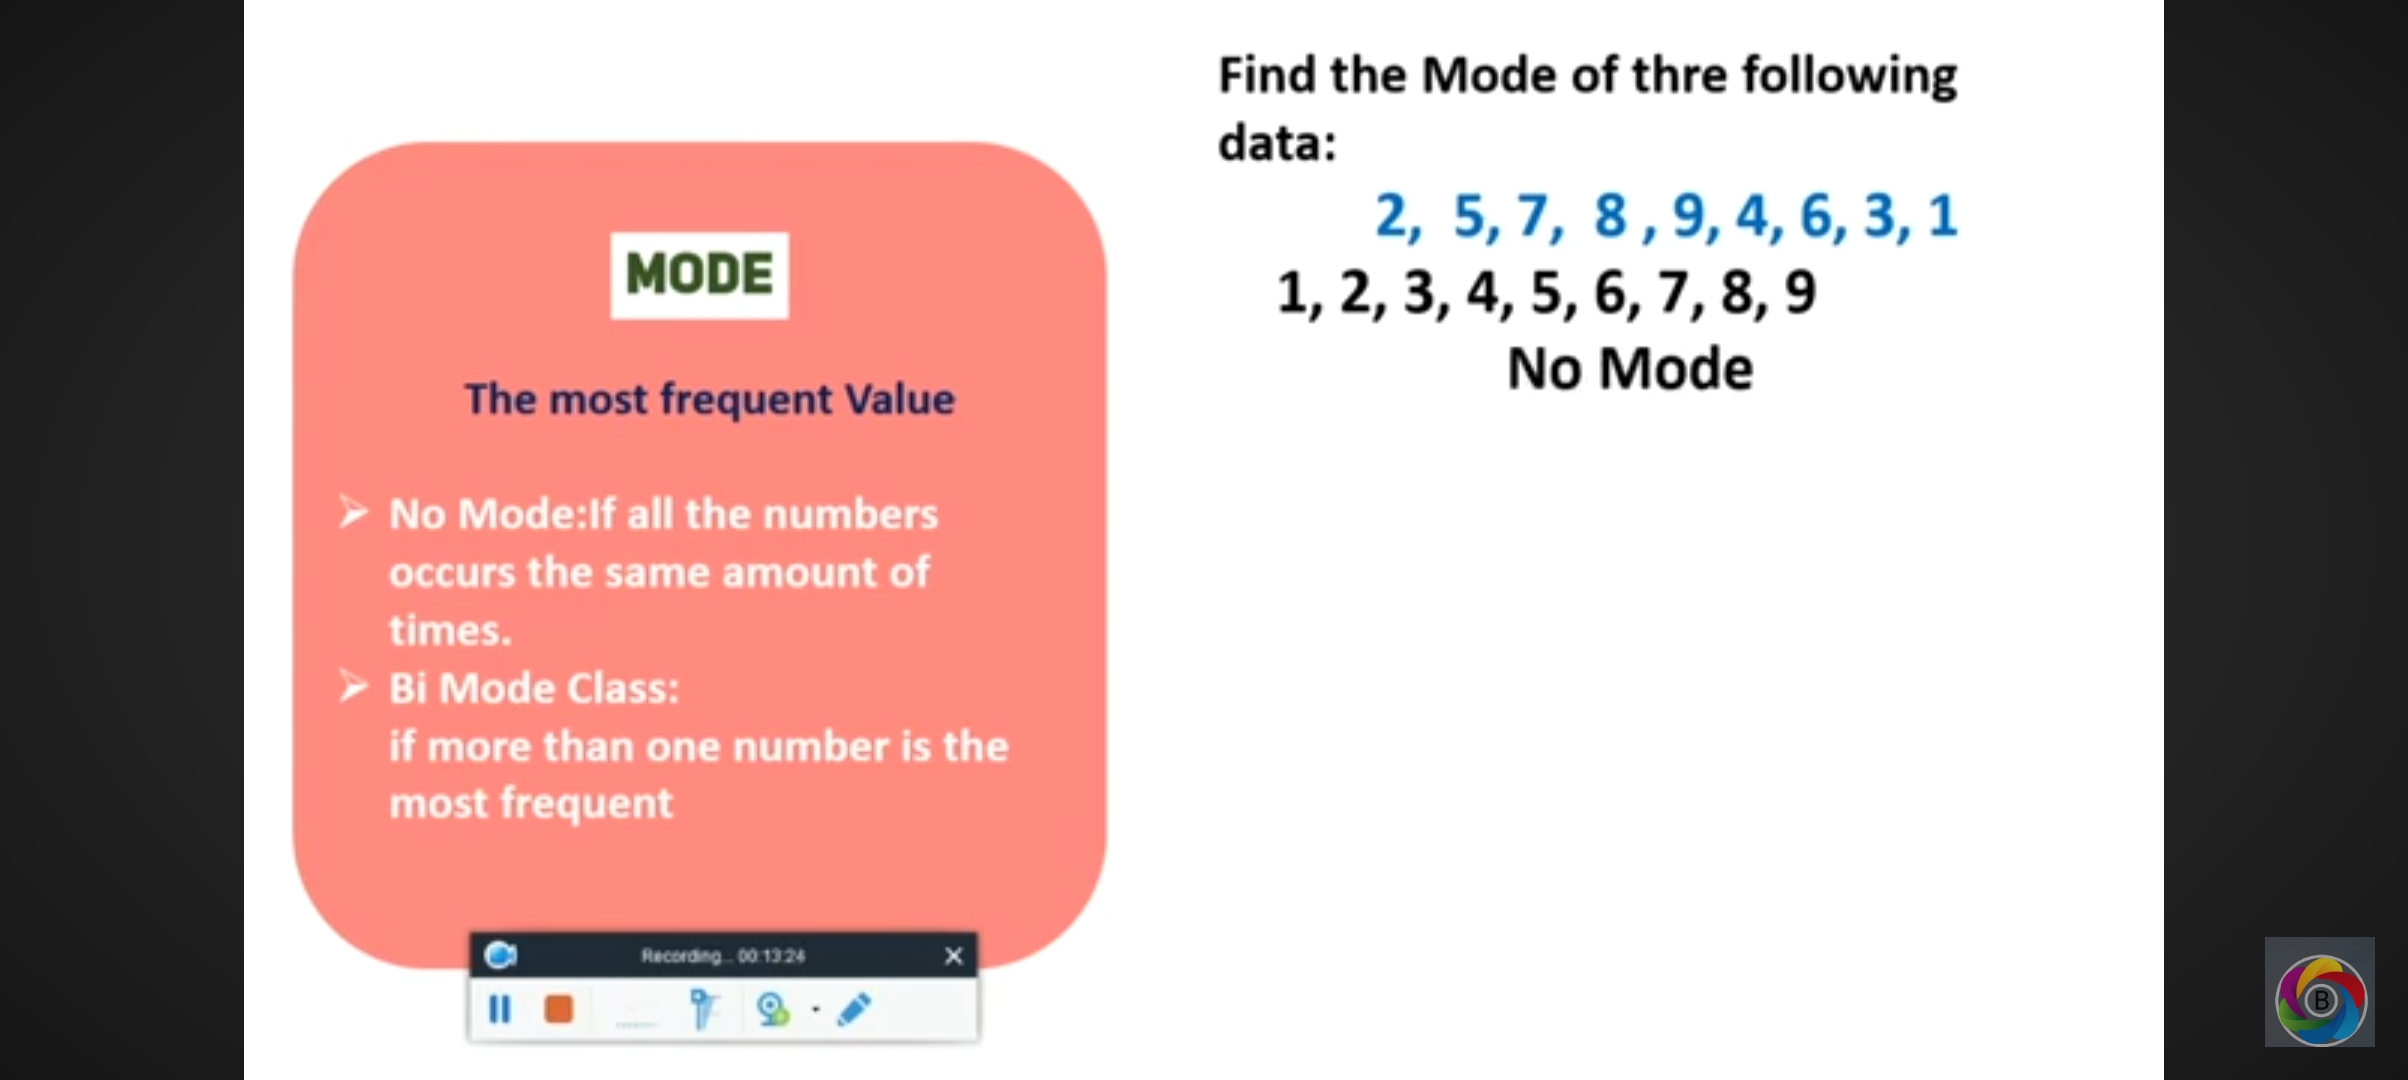 MODE
The most frequent Value
➢ No Mode:If all the numbers
occurs the same amount of
times.
➢ Bi Mode Class:
if more than one number is the
most frequent
Find the Mode of thre following
data:
2, 5, 7, 8 , 9, 4, 6, 3, 1
1, 2, 3, 4, 5, 6, 7, 8, 9
No Mode
Recording... 00:13:24
B